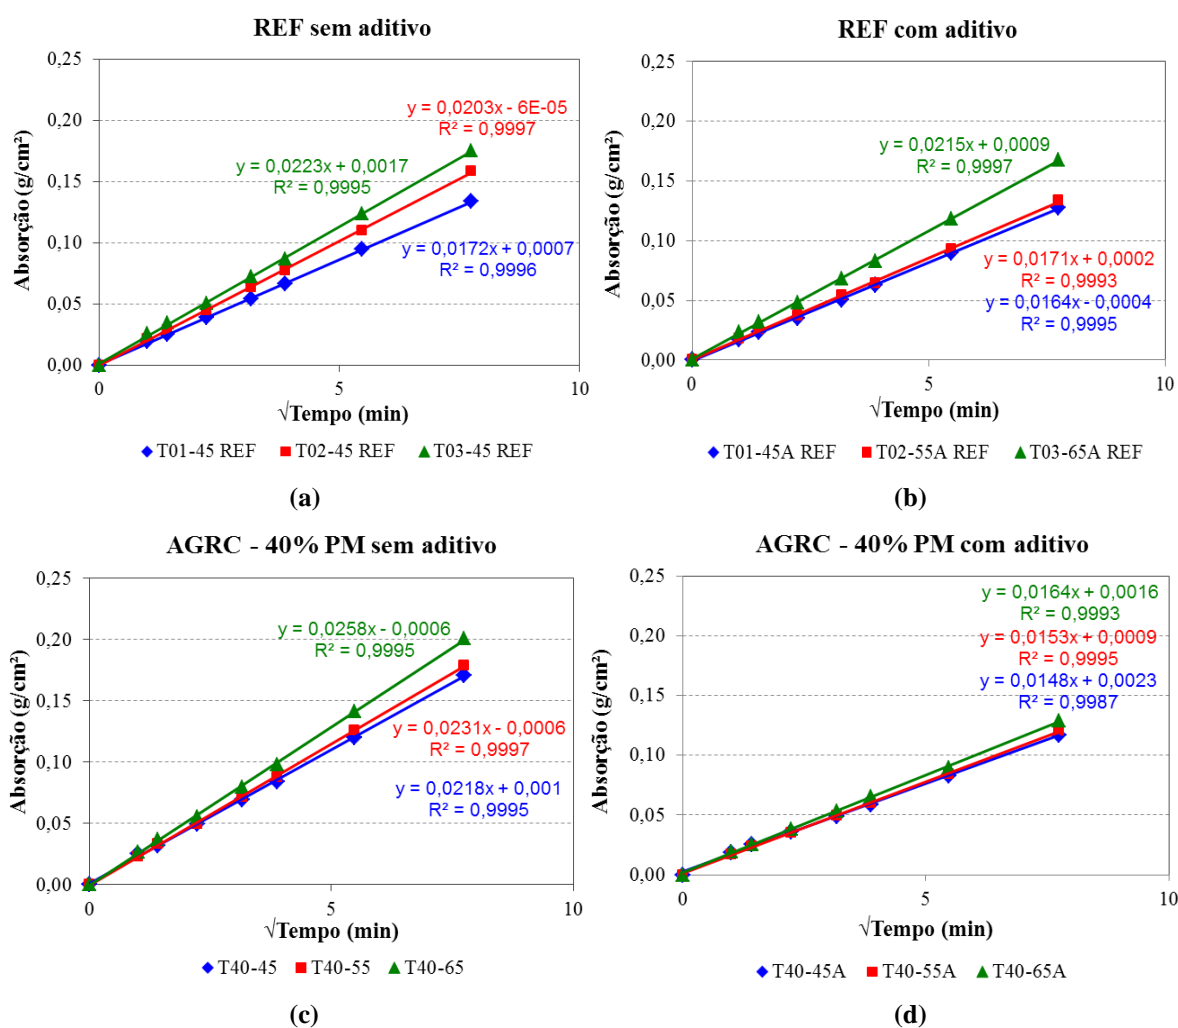 REF sem aditivo
Absorção (g/cm²)
0,25
0,20
0,15
0,10
0,05
0,00
y = 0,0203x - 6E-05
R² = 0,9997
y = 0,0223x + 0,0017
R² = 0,9995
y = 0,0172x + 0,0007
R² = 0,9996
0
5
10
√Tempo (min)
T01-45 REF T02-45 REF T03-45 REF
(a)
REF com aditivo
Absorção (g/cm²)
0,25
0,20
0,15
0,10
0,05
0,00
y = 0,0215x + 0,0009
R² = 0,9997
y = 0,0171x + 0,0002
R² = 0,9993
y = 0,0164x - 0,0004
R² = 0,9995
0
5
10
√Tempo (min)
T01-45A REF T02-55A REF T03-65A REF
(b)
AGRC - 40% PM sem aditivo
Absorção (g/cm²)
0,25
0,20
0,15
0,10
0,05
0,00
y = 0,0258x - 0,0006
R² = 0,9995
y = 0,0231x - 0,0006
R² = 0,9997
y = 0,0218x + 0,001
R² = 0,9995
0
5
10
√Tempo (min)
T40-45 T40-55 T40-65
(c)
AGRC - 40% PM com aditivo
Absorção (g/cm²)
0,25
0,20
0,15
0,10
0,05
0,00
y = 0,0164x + 0,0016
R² = 0,9993
y = 0,0153x + 0,0009
R² = 0,9995
y = 0,0148x + 0,0023
R² = 0,9987
0
5
10
√Tempo (min)
T40-45A T40-55A T40-65A
(d)